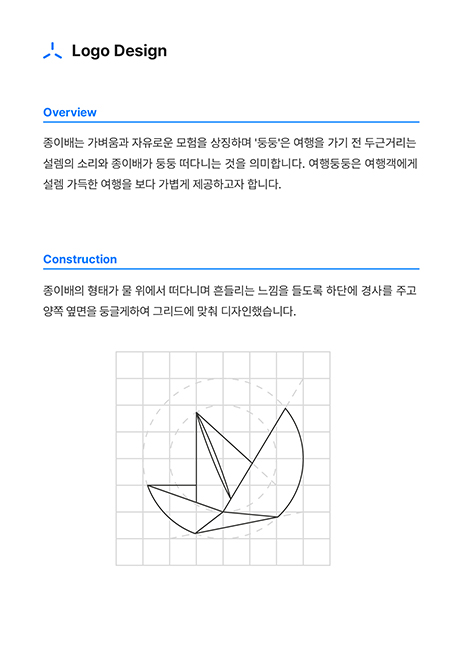 Logo Design
Overview
종이배는 가벼움과 자유로운 모험을 상징하며 '둥둥'은 여행을 가기 전 두근거리는
설렘의 소리와 종이배가 둥둥 떠다니는 것을 의미합니다. 여행둥둥은 여행객에게
설렘 가득한 여행을 보다 가볍게 제공하고자 합니다.
Construction
종이배의 형태가 물 위에서 떠다니며 흔들리는 느낌을 들도록 하단에 경사를 주고
양쪽 옆면을 둥글게하여 그리드에 맞춰 디자인했습니다.